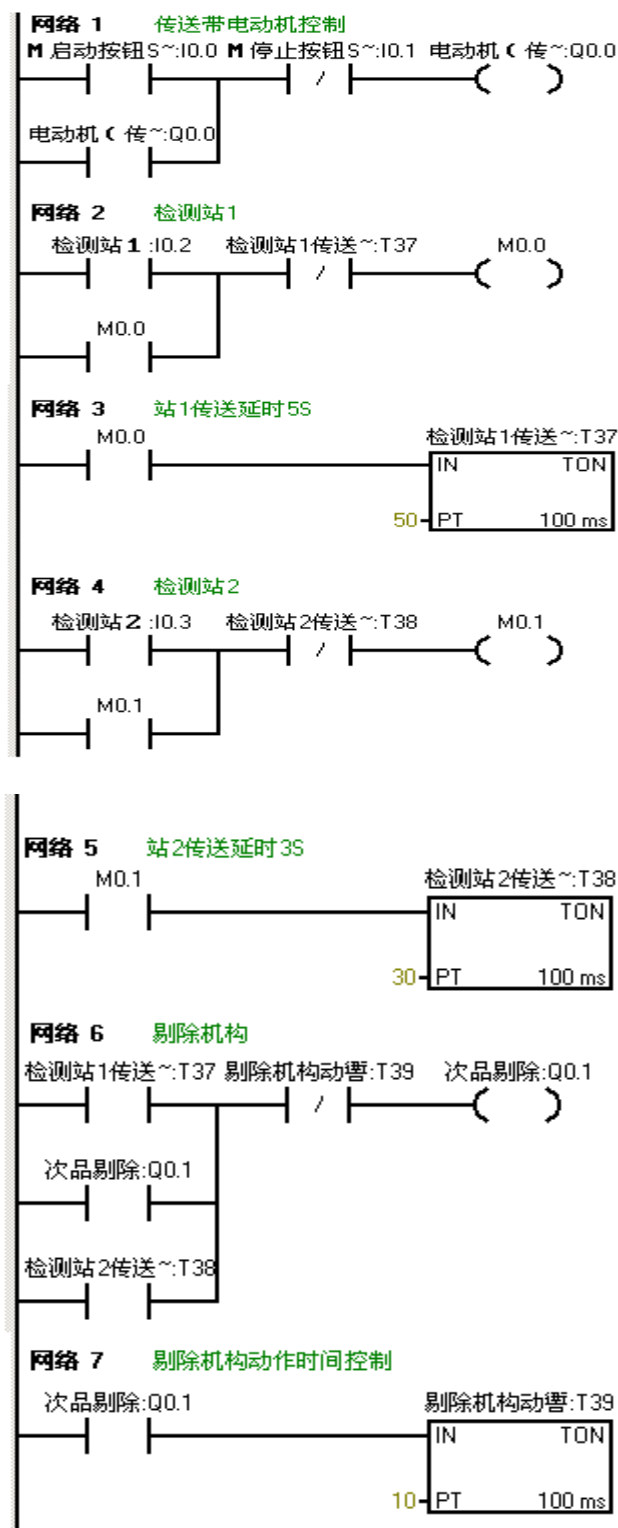 网络 1 传送带电动机控制
M 启动按钮S~:I0.0 M 停止按钮S~:I0.1 电动机(传~:Q0.0
/
电动机(传~:Q0.0
网络 2 检测站1
检测站1:I0.2 检测站1传送~:T37 M0.0
/
M0.0
网络 3 站1传送延时5S
M0.0 检测站1传送~:T37
IN TON
50 PT 100 ms
网络 4 检测站2
检测站2:I0.3 检测站2传送~:T38 M0.1
/
M0.1
网络 5 站2传送延时3S
M0.1 检测站2传送~:T38
IN TON
30 PT 100 ms
网络 6 剔除机构
检测站1传送~:T37 剔除机构动:T39 次品剔除:Q0.1
/
次品剔除:Q0.1
检测站2传送~:T38
网络 7 剔除机构动作时间控制
次品剔除:Q0.1 剔除机构动:T39
IN TON
10 PT 100 ms